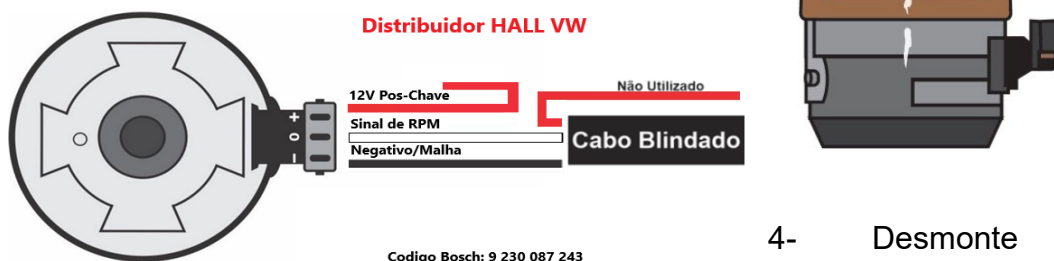 Distribuidor HALL VW
12V Pos-Chave
Não Utilizado
Sinal de RPM
Cabo Blindado
Negativo/Malha
+
0
-
4- Desmonte
Codigo Bosch: 9 230 087 243